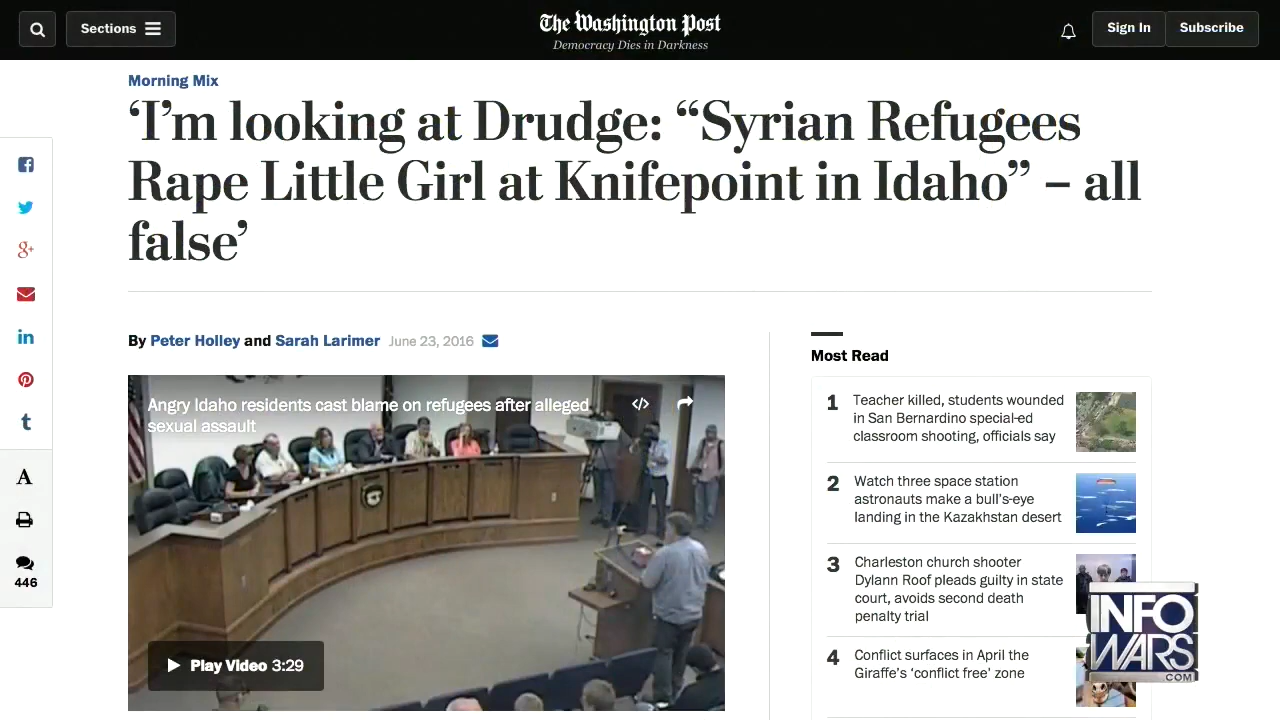 Sections
The Washington Post
Democracy Dies in Darkness
Sign In
Subscribe
Morning Mix
‘I’m looking at Drudge: “Syrian Refugees
Rape Little Girl at Knifepoint in Idaho” – all
false’
By Peter Holley and Sarah Larimer June 23, 2016
Angry Idaho residents cast blame on refugees after alleged
sexual assault
Play Video 3:29
A
446
Most Read
1 Teacher killed, students wounded
in San Bernardino special-ed
classroom shooting, officials say
2 Watch three space station
astronauts make a bull's-eye
landing in the Kazakhstan desert
3 Charleston church shooter
Dylann Roof pleads guilty in state
court, avoids second death
penalty trial
4 Conflict surfaces in April the
Giraffe’s ‘conflict free’ zone
INFO
WARS
.COM